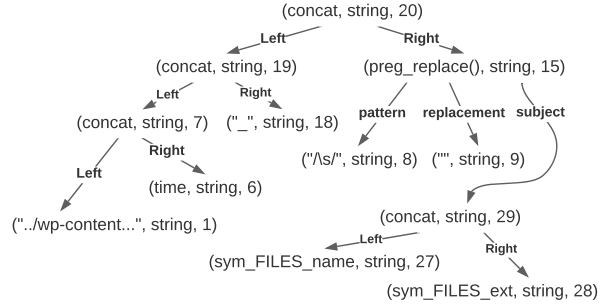 (concat, string, 20)
Left
Right
(concat, string, 19)
(preg_replace(), string, 15)
Left
Right
pattern
replacement
subject
(concat, string, 7)
("_", string, 18)
Left
Right
("/\s/", string, 8)
("", string, 9)
(time, string, 6)
("../wp-content...", string, 1)
(concat, string, 29)
Left
Right
(sym_FILES_name, string, 27)
(sym_FILES_ext, string, 28)